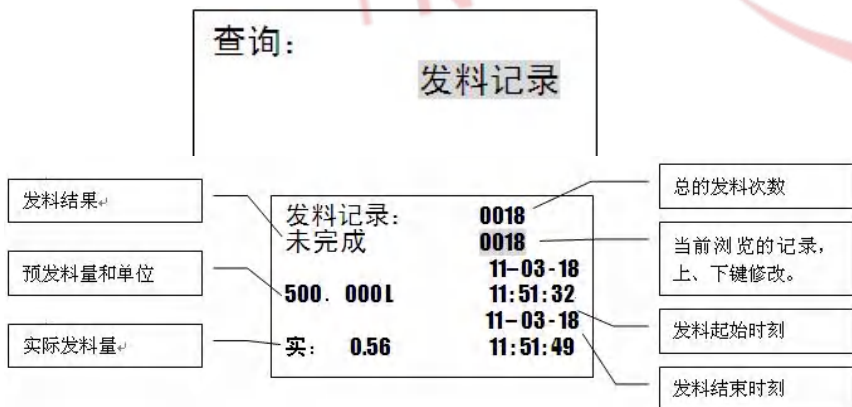 查询:
发料记录
发料结果
预发料量和单位
实际发料量
发料记录: 0018
未完成 0018
11-03-18
500. 000L 11:51:32
11-03-18
实: 0.56 11:51:49
总的发料次数
当前浏览的记录,
上、下键修改。
发料起始时刻
发料结束时刻